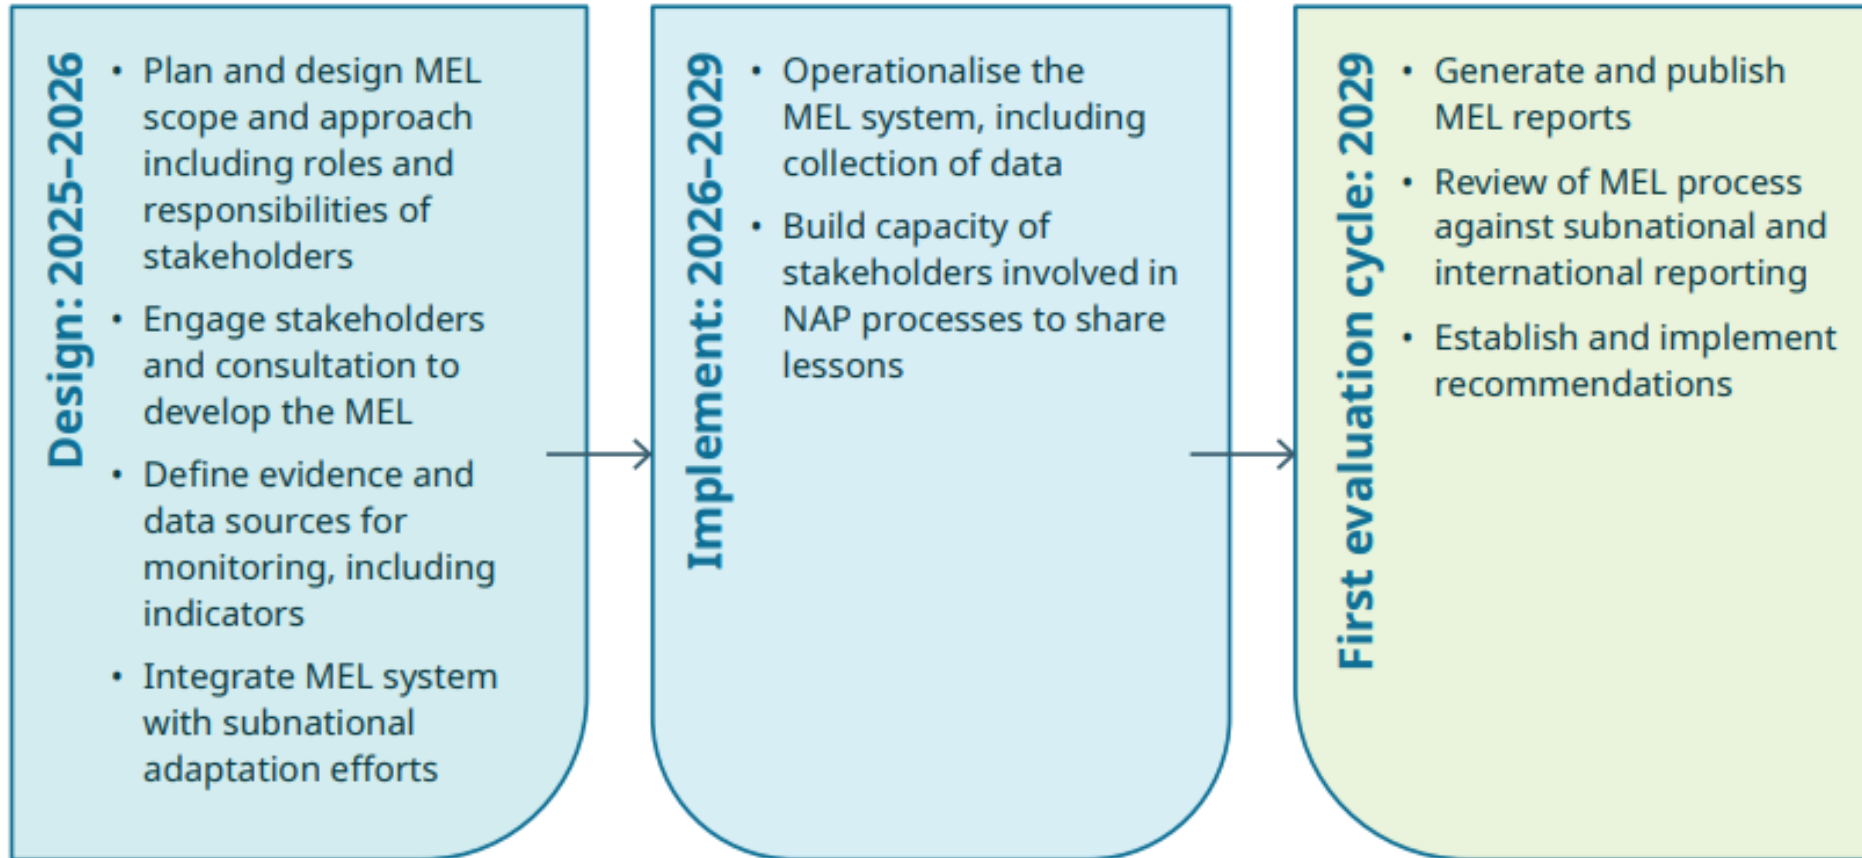 Design: 2025–2026
• Plan and design MEL
scope and approach
including roles and
responsibilities of
stakeholders
• Engage stakeholders
and consultation to
develop the MEL
• Define evidence and
data sources for
monitoring, including
indicators
• Integrate MEL system
with subnational
adaptation efforts
Implement: 2026–2029
• Operationalise the
MEL system, including
collection of data
• Build capacity of
stakeholders involved in
NAP processes to share
lessons
First evaluation cycle: 2029
• Generate and publish
MEL reports
• Review of MEL process
against subnational and
international reporting
• Establish and implement
recommendations